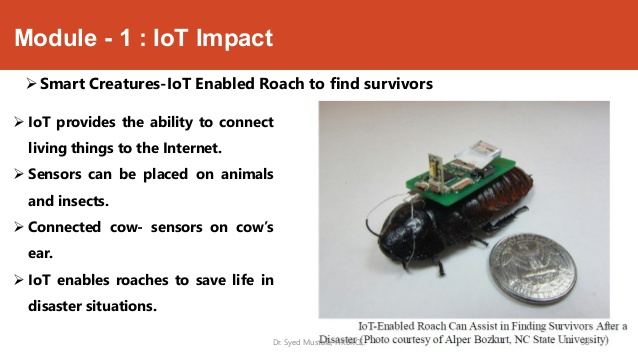 Module - 1 : IoT Impact
➢Smart Creatures-IoT Enabled Roach to find survivors
➢ IoT provides the ability to connect
living things to the Internet.
➢ Sensors can be placed on animals
and insects.
➢ Connected cow- sensors on cow's
ear.
➢ IoT enables roaches to save life in
disaster situations.
IoT-Enabled Roach Can Assist in Finding Survivors After a
Disaster (Photo courtesy of Alper Bozkurt, NC State University)
Dr. Syed